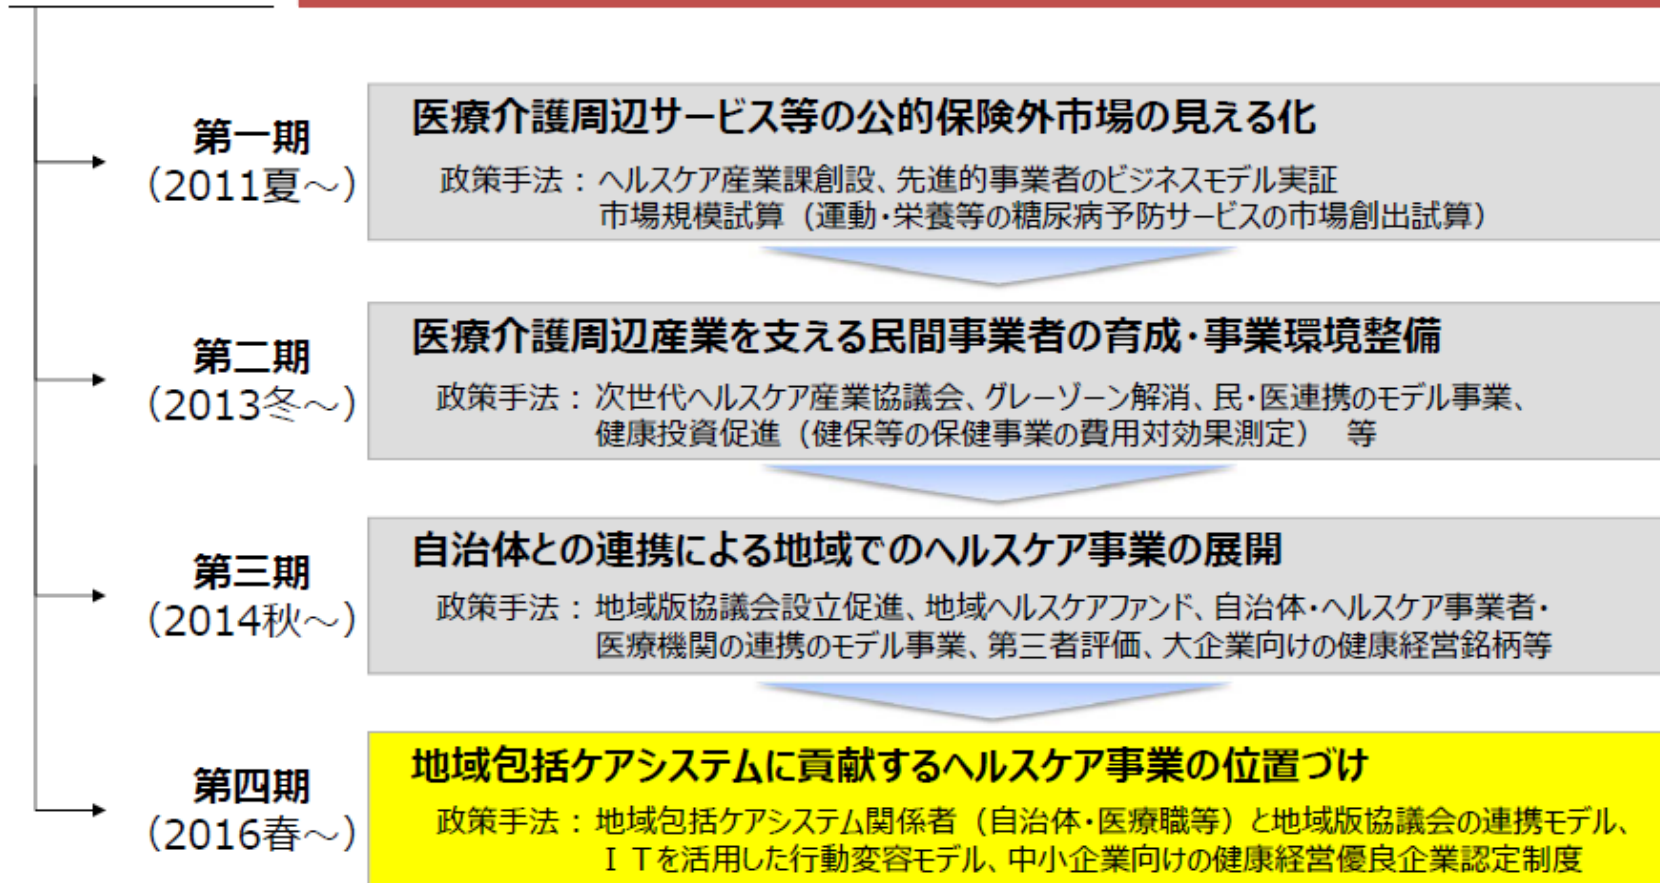 第一期
(2011夏～)
医療介護周辺サービス等の公的保険外市場の見える化
政策手法：ヘルスケア産業課創設、先進的事業者のビジネスモデル実証
市場規模試算（運動・栄養等の糖尿病予防サービスの市場創出試算）
第二期
(2013冬～)
医療介護周辺産業を支える民間事業者の育成・事業環境整備
政策手法：次世代ヘルスケア産業協議会、グレーゾーン解消、民・医連携のモデル事業、
健康投資促進（健保等の保健事業の費用対効果測定）　等
第三期
(2014秋～)
自治体との連携による地域でのヘルスケア事業の展開
政策手法：地域版協議会設立促進、地域ヘルスケアファンド、自治体・ヘルスケア事業者・
医療機関の連携のモデル事業、第三者評価、大企業向けの健康経営銘柄等
第四期
(2016春～)
地域包括ケアシステムに貢献するヘルスケア事業の位置づけ
政策手法：地域包括ケアシステム関係者（自治体・医療職等）と地域版協議会の連携モデル、
ＩＴを活用した行動変容モデル、中小企業向けの健康経営優良企業認定制度